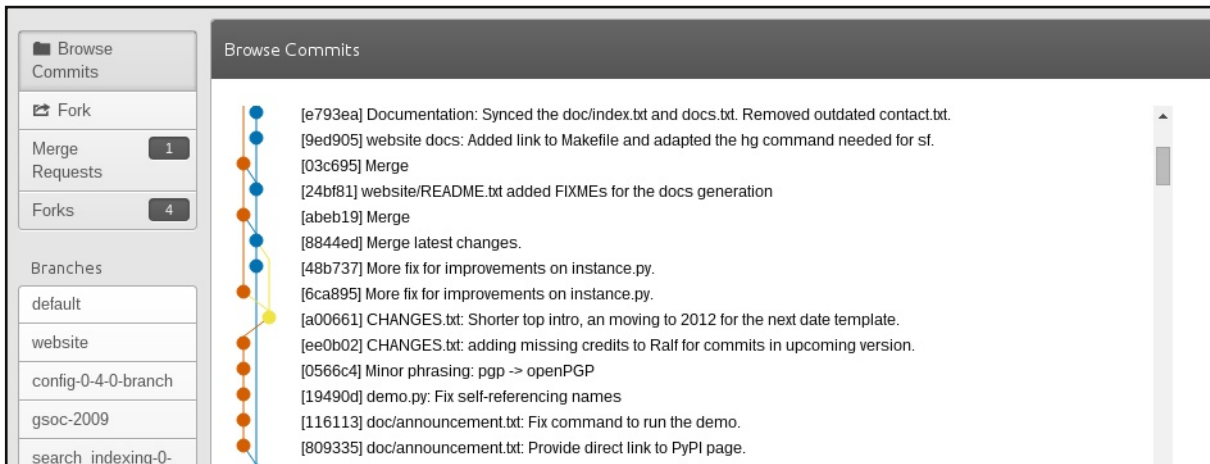 Browse
Commits
Fork
Merge
Requests
1
Forks
4
Branches
default
website
config-0-4-0-branch
gsoc-2009
search_indexing-0-
Browse Commits
[e793ea] Documentation: Synced the doc/index.txt and docs.txt. Removed outdated contact.txt.
[9ed905] website docs: Added link to Makefile and adapted the hg command needed for sf.
[03c695] Merge
[24bf81] website/README.txt added FIXMEs for the docs generation
[abeb19] Merge
[8844ed] Merge latest changes.
[48b737] More fix for improvements on instance.py.
[6ca895] More fix for improvements on instance.py.
[a00661] CHANGES.txt: Shorter top intro, an moving to 2012 for the next date template.
[ee0b02] CHANGES.txt: adding missing credits to Ralf for commits in upcoming version.
[0566c4] Minor phrasing: pgp -> openPGP
[19490d] demo.py: Fix self-referencing names
[116113] doc/announcement.txt: Fix command to run the demo.
[809335] doc/announcement.txt: Provide direct link to PyPI page.